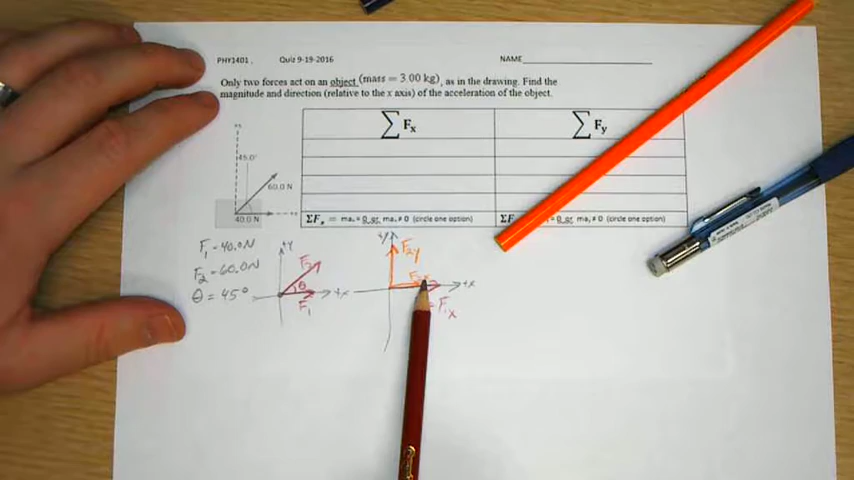 PHY1401 , Quiz 9-19-2016 NAME
Only two forces act on an object (mass = 3.00 kg), as in the drawing. Find the
magnitude and direction (relative to the x axis) of the acceleration of the object.
∑ Fx ∑ Fy
45.0°
60.0 N
40.0 N
ΣFx = max = 0 or max ≠ 0 (circle one option) = 0 or may ≠ 0 (circle one option)
F1 = 40.0N
F2 = 60.0N
θ = 45°
+y
F2
θ
+x
F1
+y
F2y
F2x
+x
F1x